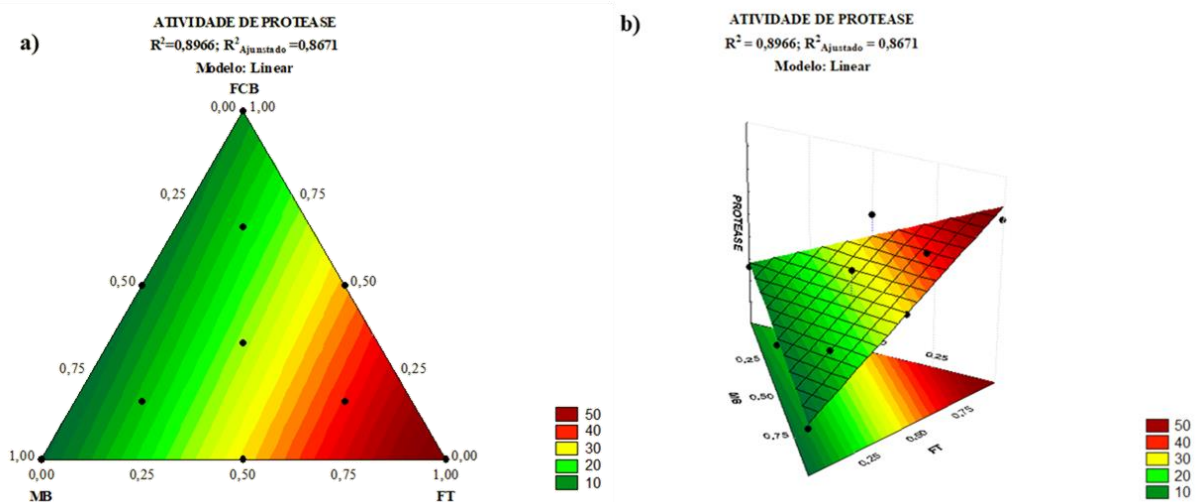 a)
ATIVIDADE DE PROTEASE
R²=0,8966; R²Ajunstado =0,8671
Modelo: Linear
FCB
0,00 1,00
0,25 0,75
0,50 0,50
0,75 0,25
1,00 0,00
0,00 0,25 0,50 0,75 1,00
MB FT
50
40
30
20
10
b)
ATIVIDADE DE PROTEASE
R² = 0,8966; R²Ajustado = 0,8671
Modelo: Linear
PROTEASE
0,25
0,25
MB 0,50
0,75
0,75
0,50
FT
0,25
50
40
30
20
10